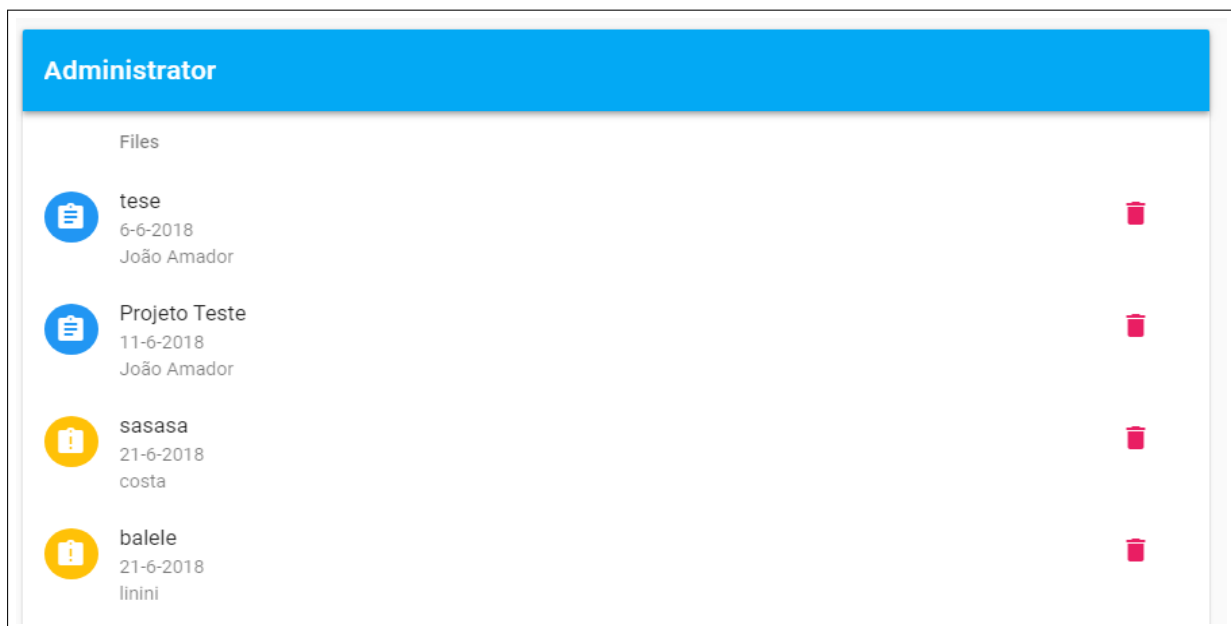 Administrator
Files
tese
6-6-2018
João Amador
Projeto Teste
11-6-2018
João Amador
sasasa
21-6-2018
costa
balele
21-6-2018
linini